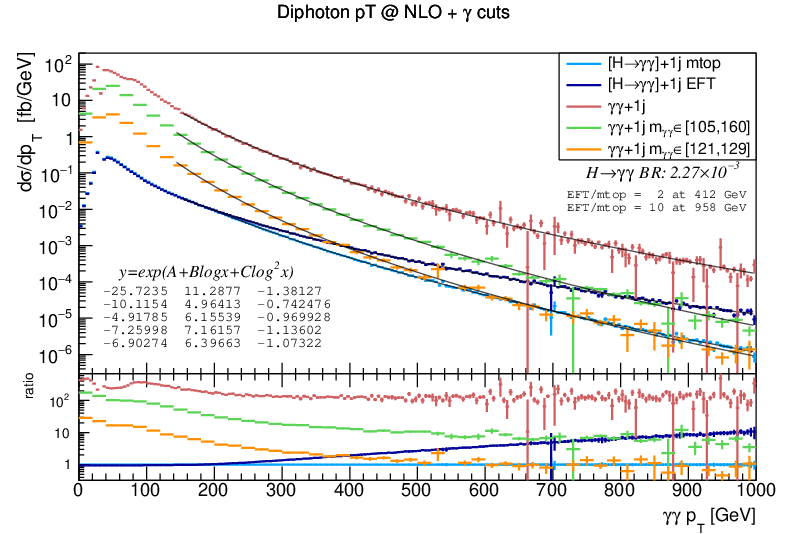 Diphoton pT @ NLO + γ cuts
dσ/dp_T [fb/GeV]
10^2
10
1
10^−1
10^−2
10^−3
10^−4
10^−5
10^−6
[H→γγ]+1j mtop
[H→γγ]+1j EFT
γγ+1j
γγ+1j m_γγ∈[105,160]
γγ+1j m_γγ∈[121,129]
H→γγ BR: 2.27×10^−3
EFT/mtop = 2 at 412 GeV
EFT/mtop = 10 at 958 GeV
y=exp(A+Blogx+Clog^2x)
-25.7235 11.2877 -1.38127
-10.1154 4.96413 -0.742476
-4.91785 6.15539 -0.969928
-7.25998 7.16157 -1.13602
-6.90274 6.39663 -1.07322
ratio
10^2
10
1
0 100 200 300 400 500 600 700 800 900 1000
γγ p_T [GeV]